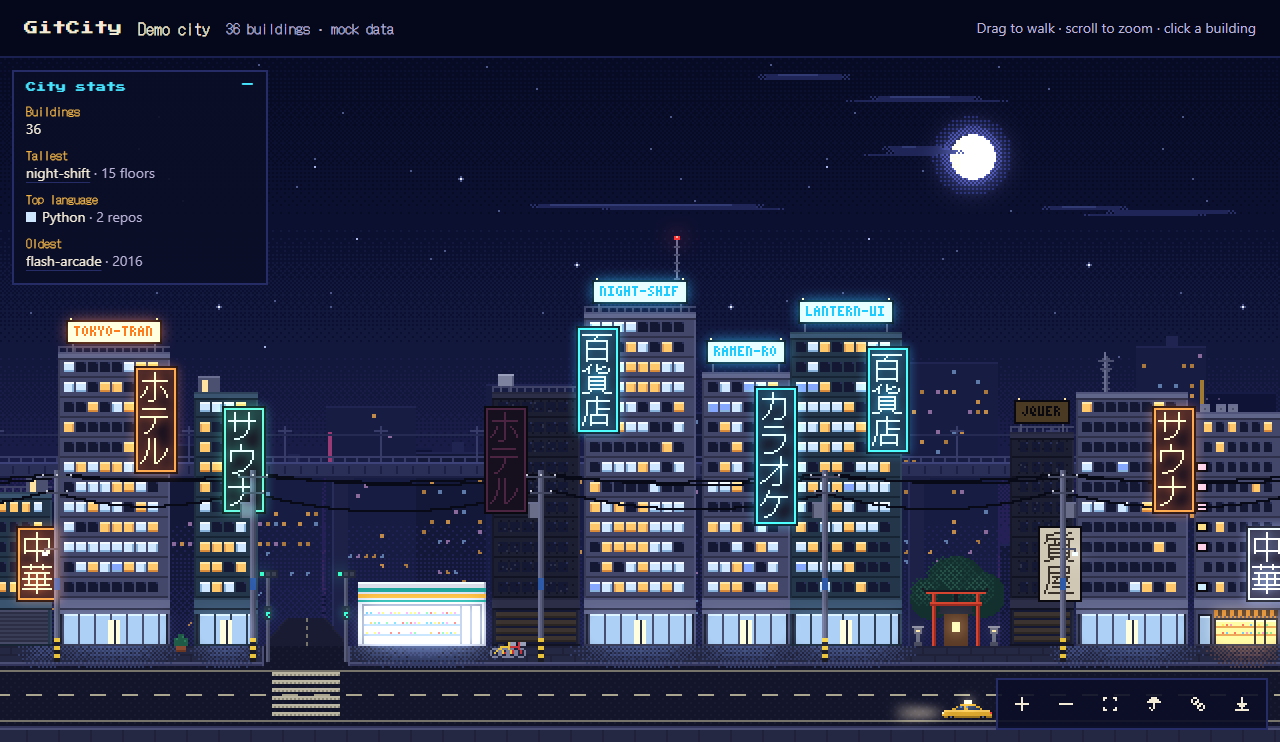 GitCity Demo city 36 buildings · mock data
Drag to walk · scroll to zoom · click a building
City stats
Buildings
36
Tallest
night-shift · 15 floors
Top language
Python · 2 repos
Oldest
flash-arcade · 2016
TOKYO-TRAN
NIGHT-SHIF
RAMEN-RO
LANTERN-UI
JQUER
ホテル
サウナ
中華
ホテル
百貨店
カラオケ
百貨店
質屋
サウナ
中華